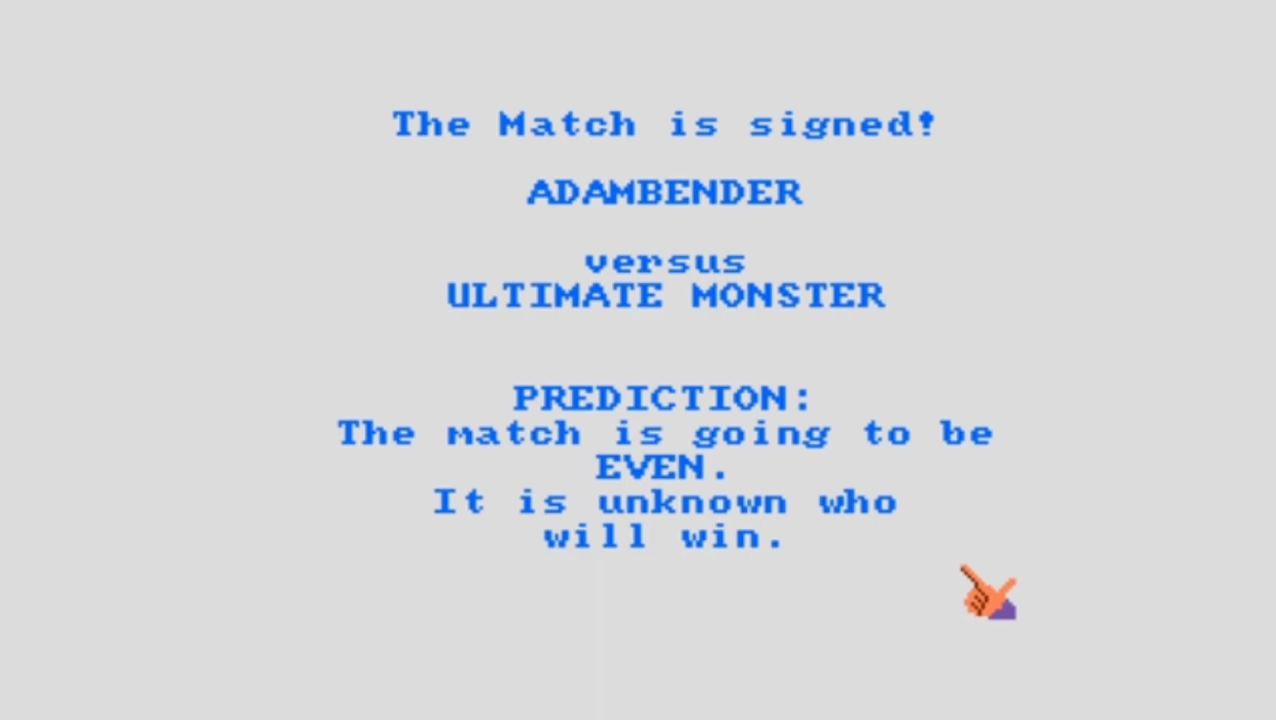 The Match is signed!
ADAMBENDER
versus
ULTIMATE MONSTER
PREDICTION:
The match is going to be
EVEN.
It is unknown who
will win.